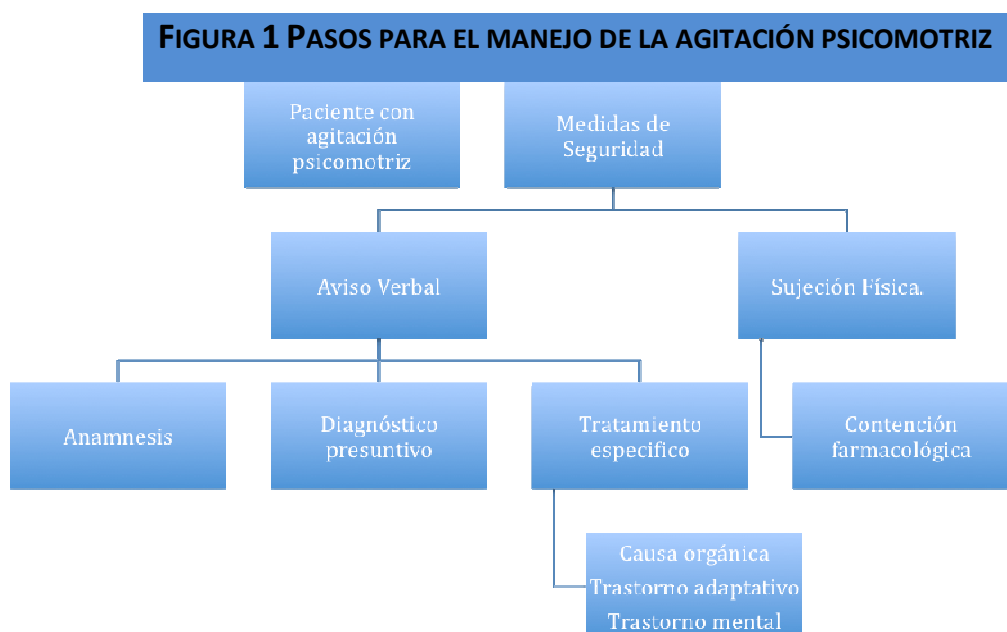 FIGURA 1 PASOS PARA EL MANEJO DE LA AGITACIÓN PSICOMOTRIZ
Paciente con
agitación
psicomotriz
Medidas de
Seguridad
Aviso Verbal
Sujeción Física.
Anamnesis
Diagnóstico
presuntivo
Tratamiento
especifico
Contención
farmacológica
Causa orgánica
Trastorno adaptativo
Trastorno mental